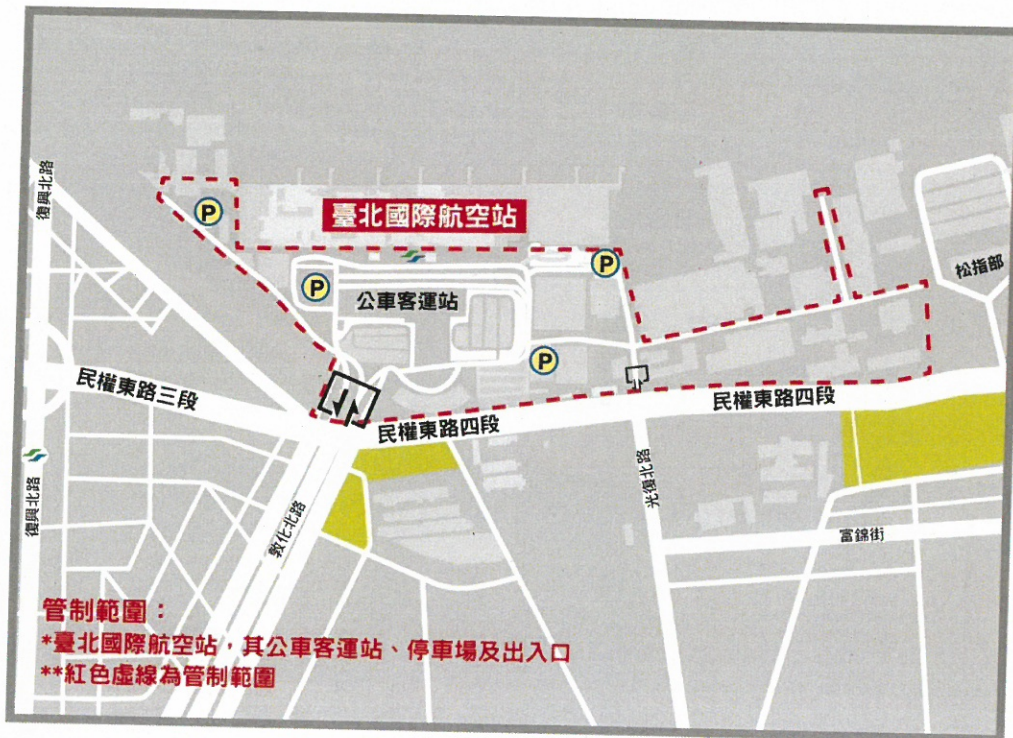 復興北路
臺北國際航空站
P
P
P
公車客運站
松指部
P
民權東路三段
民權東路四段
民權東路四段
復興北路
敦化北路
光復北路
富錦街
管制範圍：
*臺北國際航空站，其公車客運站、停車場及出入口
**紅色虛線為管制範圍